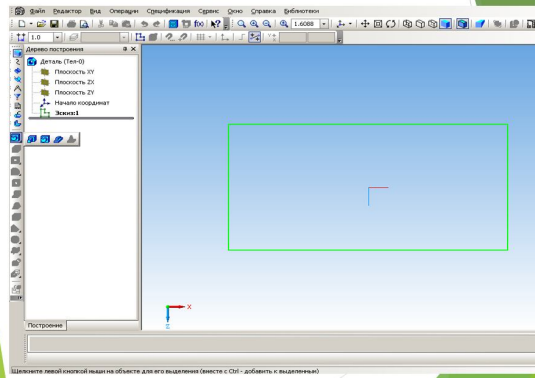 Файл Редактор Вид Операции Спецификация Сервис Окно Справка Библиотеки
f(x) 1.6088
1.0
Дерево построения
Деталь (Тел-0)
Плоскость XY
Плоскость ZX
Плоскость ZY
Начало координат
Эскиз:1
X
Z
Построение
Щелкните левой кнопкой мыши на объекте для его выделения (вместе с Ctrl - добавить к выделенным)